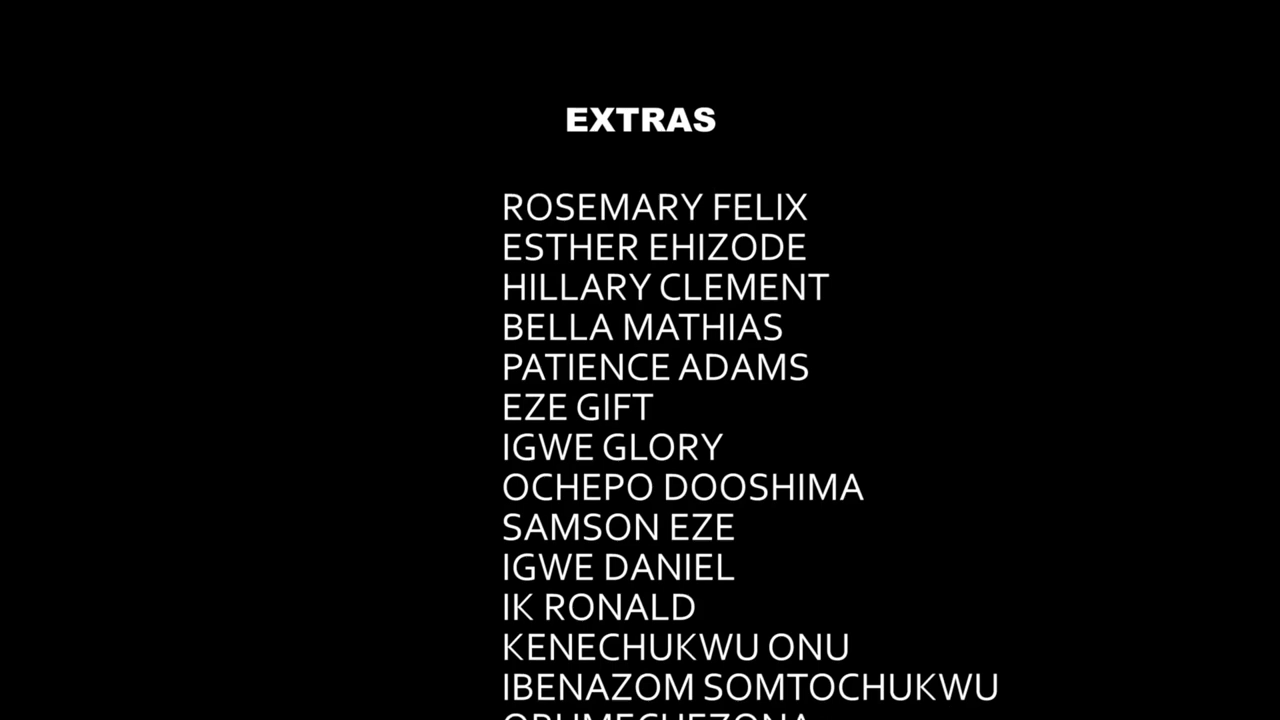 EXTRAS
ROSEMARY FELIX
ESTHER EHIZODE
HILLARY CLEMENT
BELLA MATHIAS
PATIENCE ADAMS
EZE GIFT
IGWE GLORY
OCHEPO DOOSHIMA
SAMSON EZE
IGWE DANIEL
IK RONALD
KENECHUKWU ONU
IBENAZOM SOMTOCHUKWU